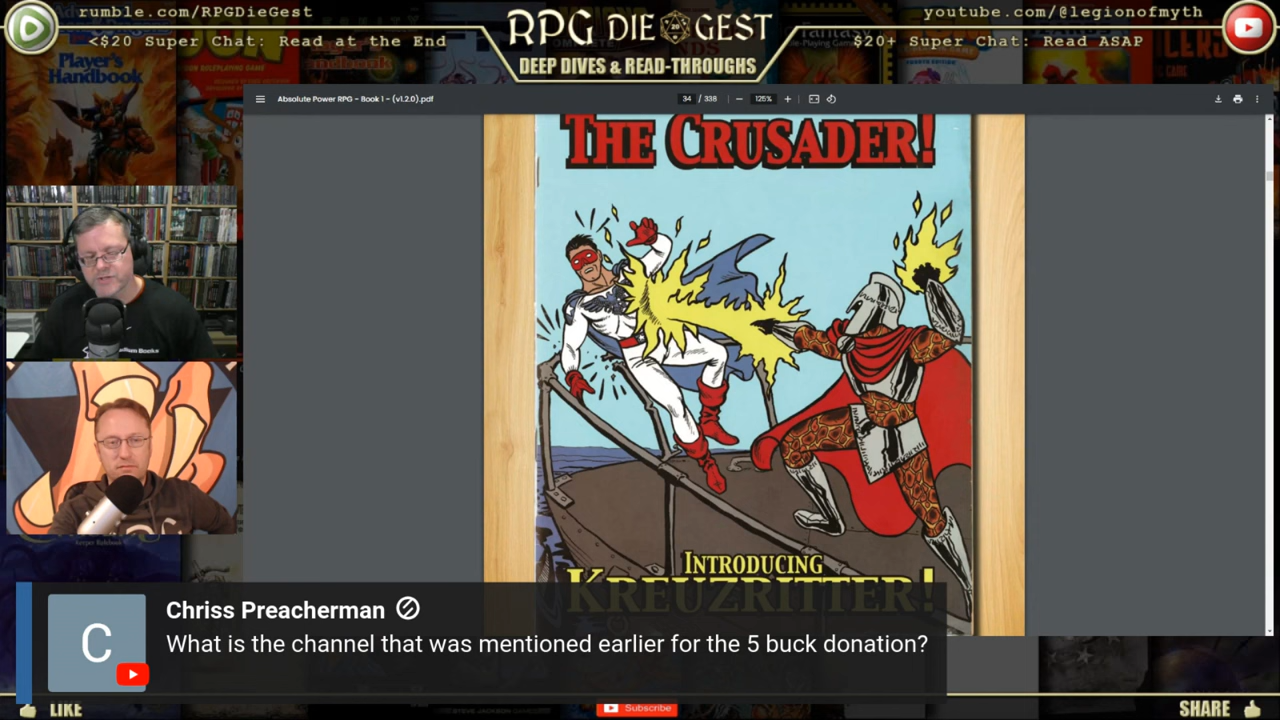 rumble.com/RPGDieGest
<$20 Super Chat: Read at the End
RPG DIE GEST
DEEP DIVES & READ-THROUGHS
youtube.com/@legionofmyth
$20+ Super Chat: Read ASAP
Player's
Handbook
Absolute Power RPG - Book 1 - (v1.2.0).pdf
34 / 338
125%
THE CRUSADER!
INTRODUCING
KREUZRITTER!
Chriss Preacherman
C
What is the channel that was mentioned earlier for the 5 buck donation?
LIKE
Subscribe
SHARE